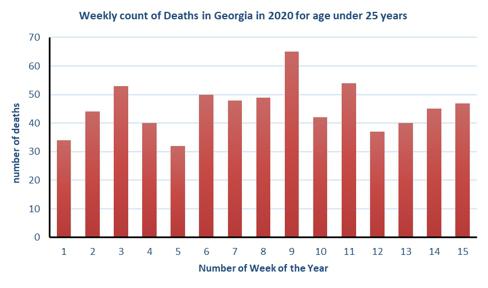 Weekly count of Deaths in Georgia in 2020 for age under 25 years
70
60
50
40
30
20
10
0
number of deaths
1 2 3 4 5 6 7 8 9 10 11 12 13 14 15
Number of Week of the Year